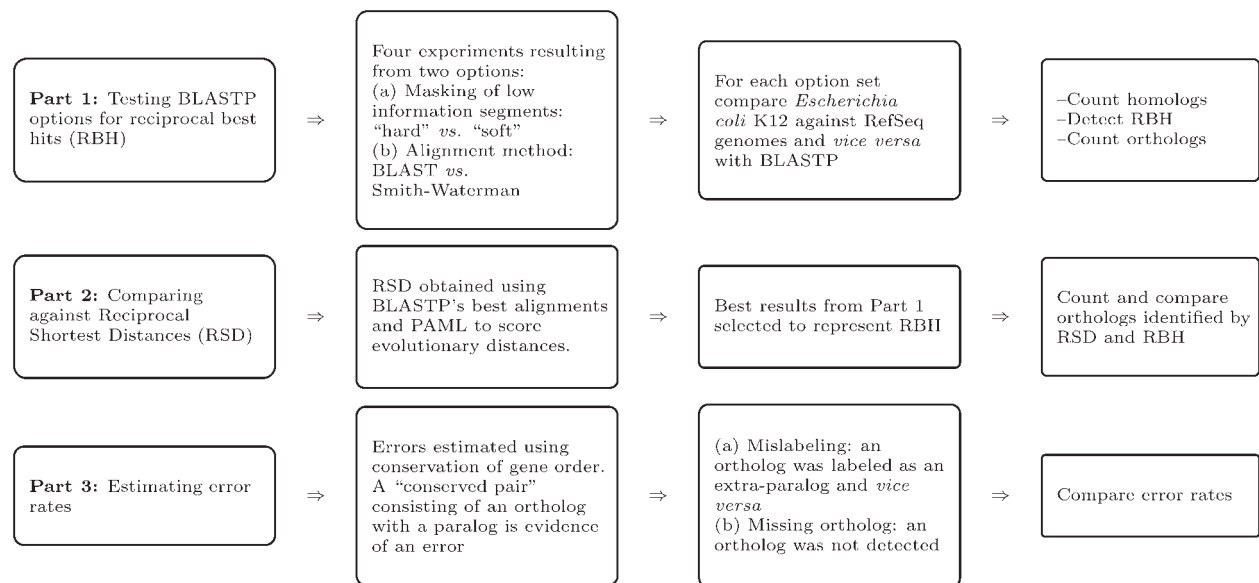 Part 1: Testing BLASTP
options for reciprocal best
hits (RBH)
⇒
Four experiments resulting
from two options:
(a) Masking of low
information segments:
“hard” vs. “soft”
(b) Alignment method:
BLAST vs.
Smith-Waterman
⇒
For each option set
compare Escherichia
coli K12 against RefSeq
genomes and vice versa
with BLASTP
⇒
–Count homologs
–Detect RBH
–Count orthologs
Part 2: Comparing
against Reciprocal
Shortest Distances (RSD)
⇒
RSD obtained using
BLASTP’s best alignments
and PAML to score
evolutionary distances.
⇒
Best results from Part 1
selected to represent RBH
⇒
Count and compare
orthologs identified by
RSD and RBH
Part 3: Estimating error
rates
⇒
Errors estimated using
conservation of gene order.
A “conserved pair”
consisting of an ortholog
with a paralog is evidence
of an error
⇒
(a) Mislabeling: an
ortholog was labeled as an
extra-paralog and vice
versa
(b) Missing ortholog: an
ortholog was not detected
⇒
Compare error rates